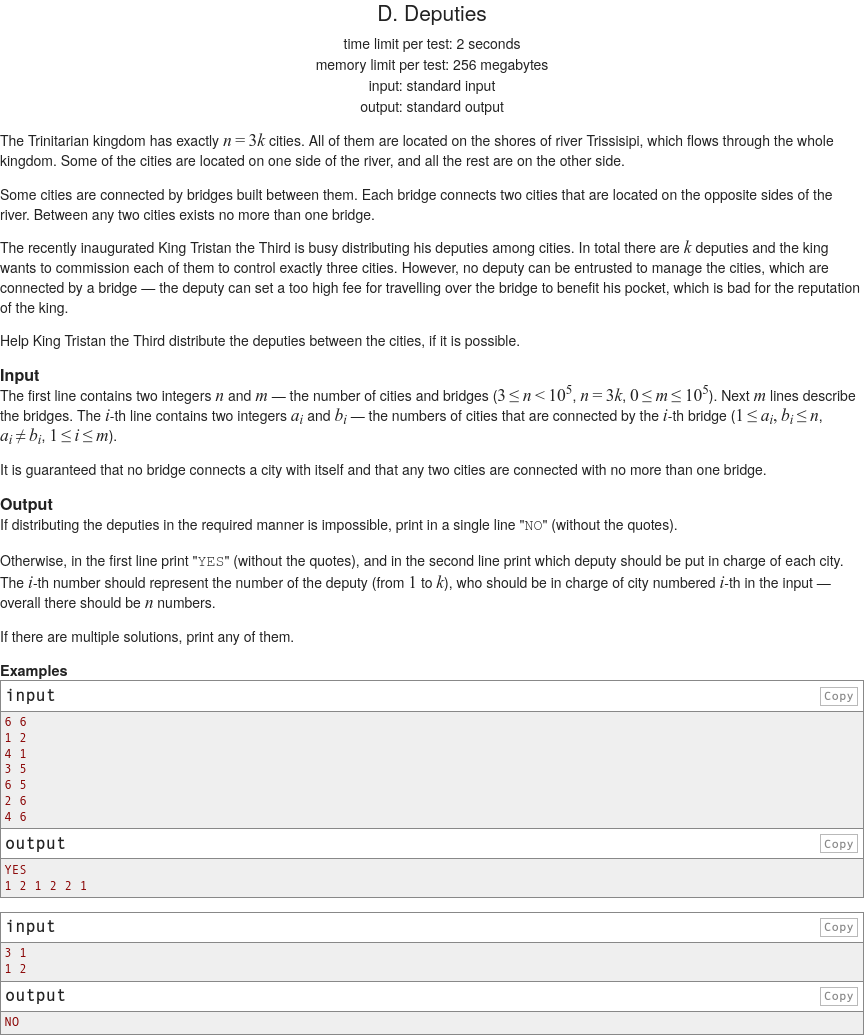 D. Deputies
time limit per test: 2 seconds
memory limit per test: 256 megabytes
input: standard input
output: standard output
The Trinitarian kingdom has exactly n = 3k cities. All of them are located on the shores of river Trissisipi, which flows through the whole
kingdom. Some of the cities are located on one side of the river, and all the rest are on the other side.
Some cities are connected by bridges built between them. Each bridge connects two cities that are located on the opposite sides of the
river. Between any two cities exists no more than one bridge.
The recently inaugurated King Tristan the Third is busy distributing his deputies among cities. In total there are k deputies and the king
wants to commission each of them to control exactly three cities. However, no deputy can be entrusted to manage the cities, which are
connected by a bridge — the deputy can set a too high fee for travelling over the bridge to benefit his pocket, which is bad for the reputation
of the king.
Help King Tristan the Third distribute the deputies between the cities, if it is possible.
Input
The first line contains two integers n and m — the number of cities and bridges (3 ≤ n < 10^5, n = 3k, 0 ≤ m ≤ 10^5). Next m lines describe
the bridges. The i-th line contains two integers a_i and b_i — the numbers of cities that are connected by the i-th bridge (1 ≤ a_i, b_i ≤ n,
a_i ≠ b_i, 1 ≤ i ≤ m).
It is guaranteed that no bridge connects a city with itself and that any two cities are connected with no more than one bridge.
Output
If distributing the deputies in the required manner is impossible, print in a single line "NO" (without the quotes).
Otherwise, in the first line print "YES" (without the quotes), and in the second line print which deputy should be put in charge of each city.
The i-th number should represent the number of the deputy (from 1 to k), who should be in charge of city numbered i-th in the input —
overall there should be n numbers.
If there are multiple solutions, print any of them.
Examples
input Copy
6 6
1 2
4 1
3 5
6 5
2 6
4 6
output Copy
YES
1 2 1 2 2 1
input Copy
3 1
1 2
output Copy
NO